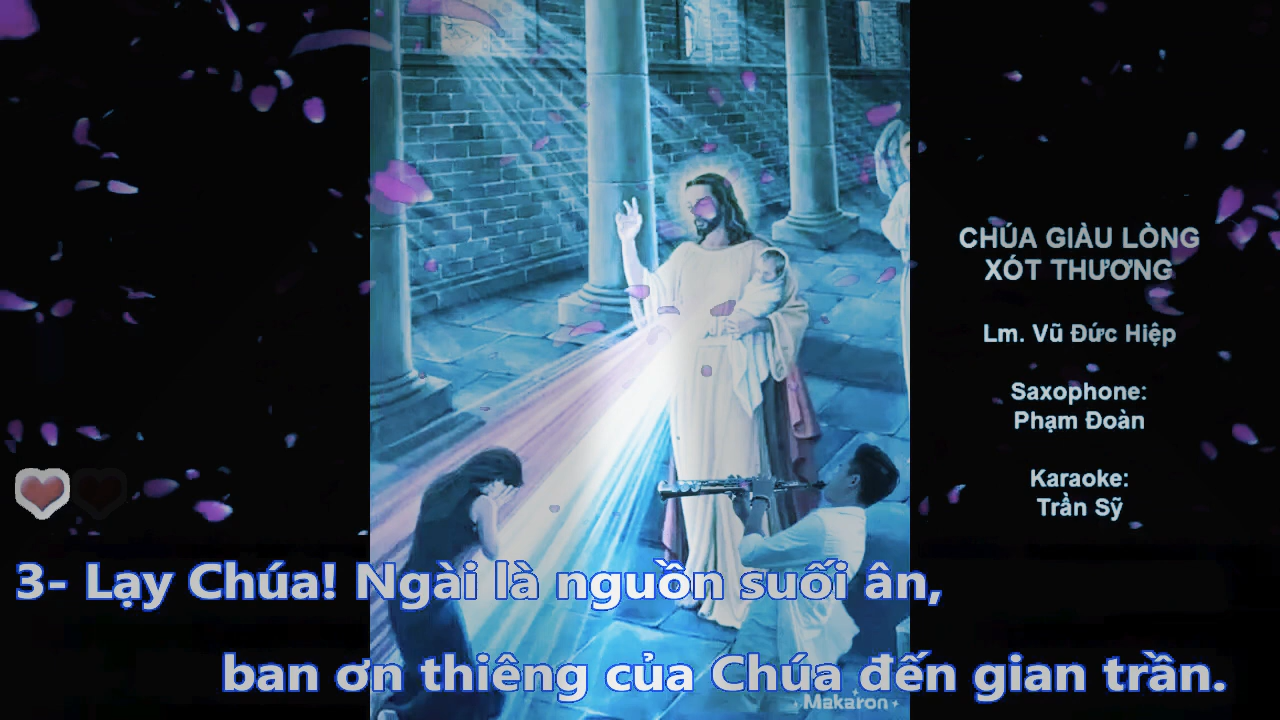 CHÚA GIÀU LÒNG
XÓT THƯƠNG
Lm. Vũ Đức Hiệp
Saxophone:
Phạm Đoàn
Karaoke:
Trần Sỹ
3- Lạy Chúa! Ngài là nguồn suối ân,
ban ơn thiêng của Chúa đến gian trần.
Makaron